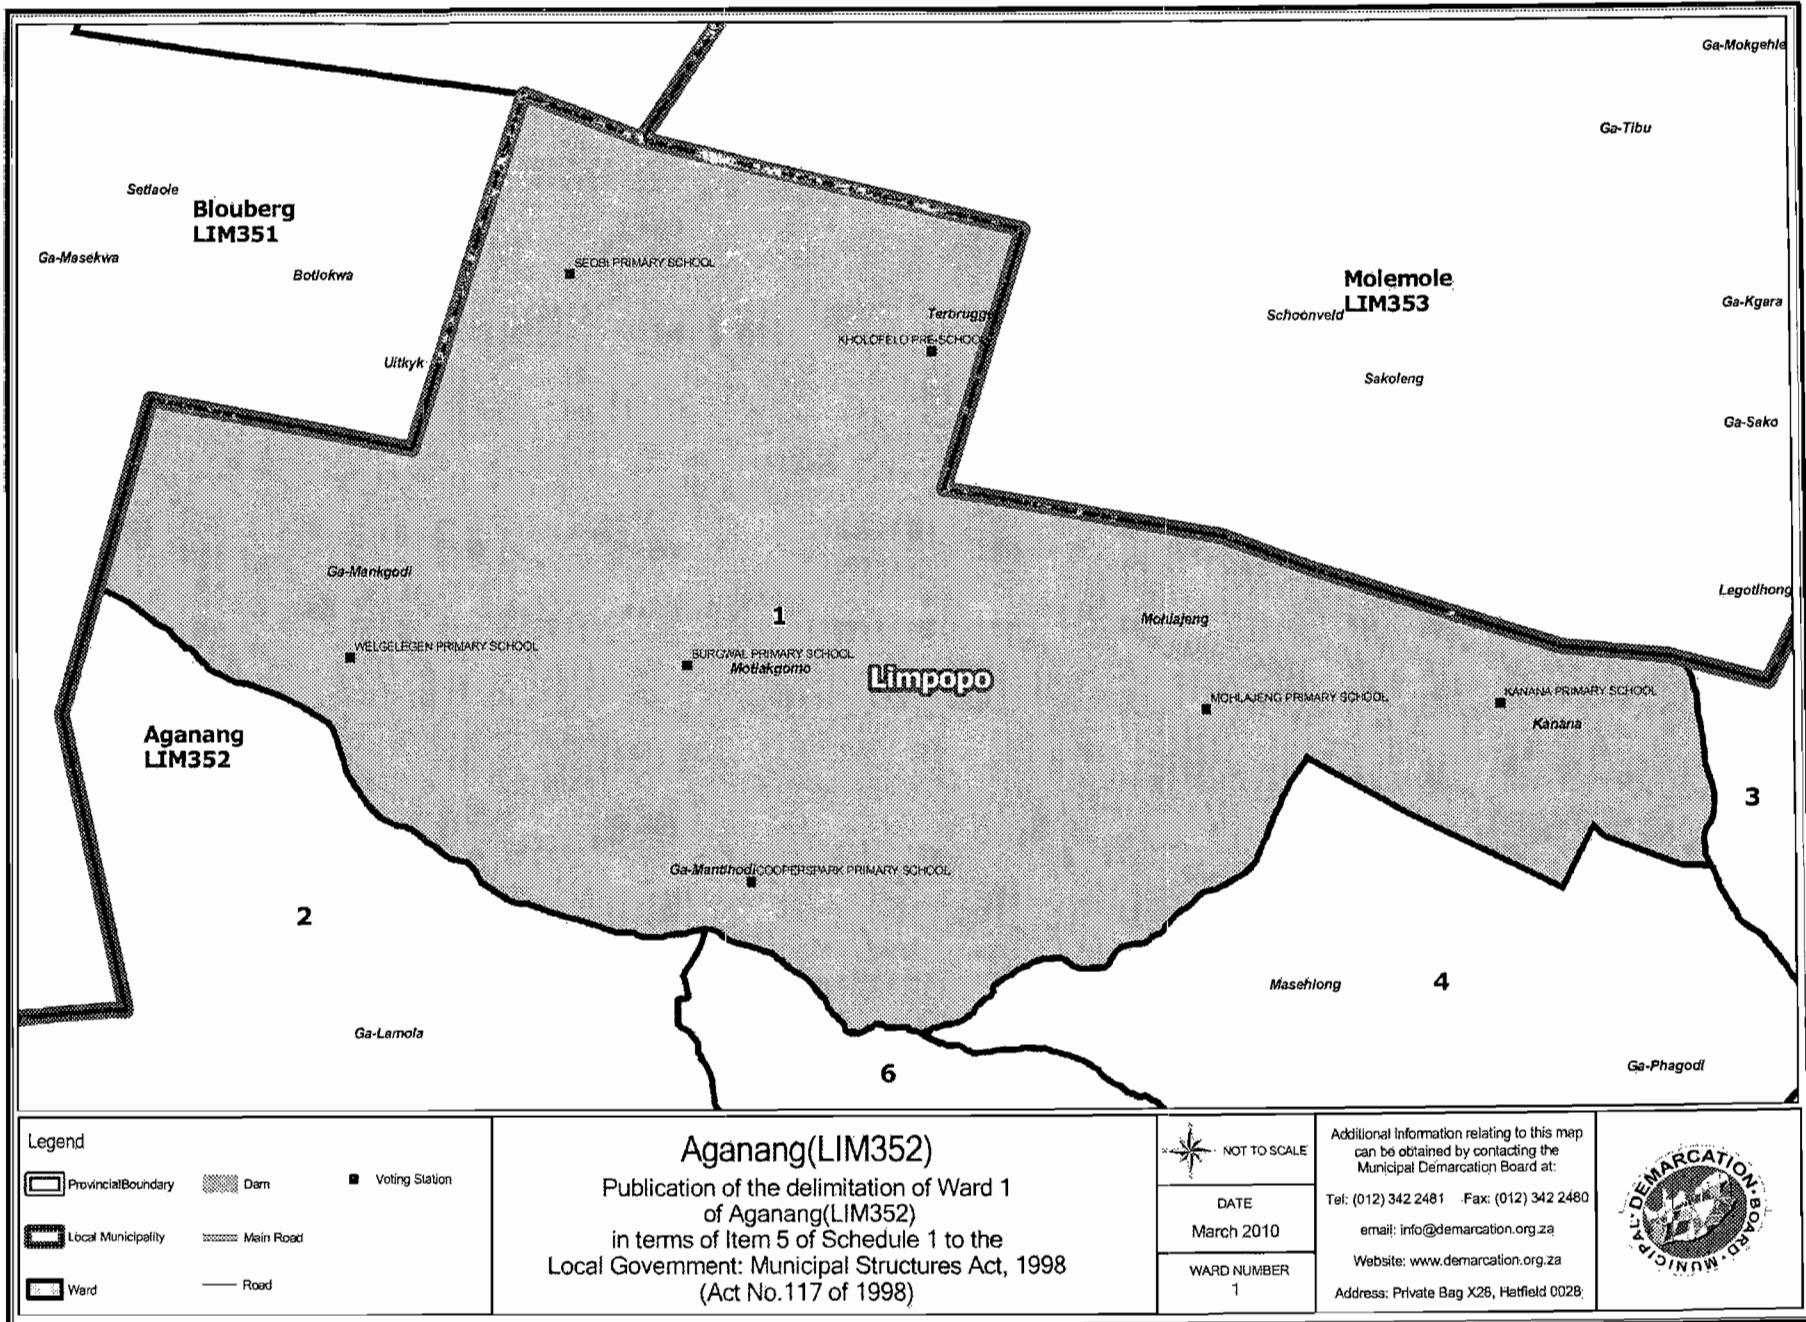 Ga-Mokgehle
Ga-Tibu
Setlaole
Blouberg
LIM351
Ga-Masekwa
Botlokwa
SEOBI PRIMARY SCHOOL
Molemole
LIM353
Ga-Kgara
Schoonveld
Terbrugge
KHOLOFELO PRE-SCHOOL
Uitkyk
Sakoleng
Ga-Sako
Ga-Mankgodi
Legotlhong
1
Mohlajeng
WELGELEGEN PRIMARY SCHOOL
BURGWAL PRIMARY SCHOOL
Motlakgomo
Limpopo
MOHLAJENG PRIMARY SCHOOL
KANANA PRIMARY SCHOOL
Kanana
Aganang
LIM352
3
Ga-Mantlhodi
COOPERSPARK PRIMARY SCHOOL
2
Masehlong
4
Ga-Lamola
Ga-Phagodi
6
Legend
ProvincialBoundary
Dam
Voting Station
Local Municipality
Main Road
Ward
Road
Aganang(LIM352)
Publication of the delimitation of Ward 1
of Aganang(LIM352)
in terms of Item 5 of Schedule 1 to the
Local Government: Municipal Structures Act, 1998
(Act No.117 of 1998)
NOT TO SCALE
DATE
March 2010
WARD NUMBER
1
Additional Information relating to this map
can be obtained by contacting the
Municipal Demarcation Board at:
Tel: (012) 342 2481 Fax: (012) 342 2480
email: info@demarcation.org.za
Website: www.demarcation.org.za
Address: Private Bag X28, Hatfield 0028
MUNICIPAL DEMARCATION BOARD